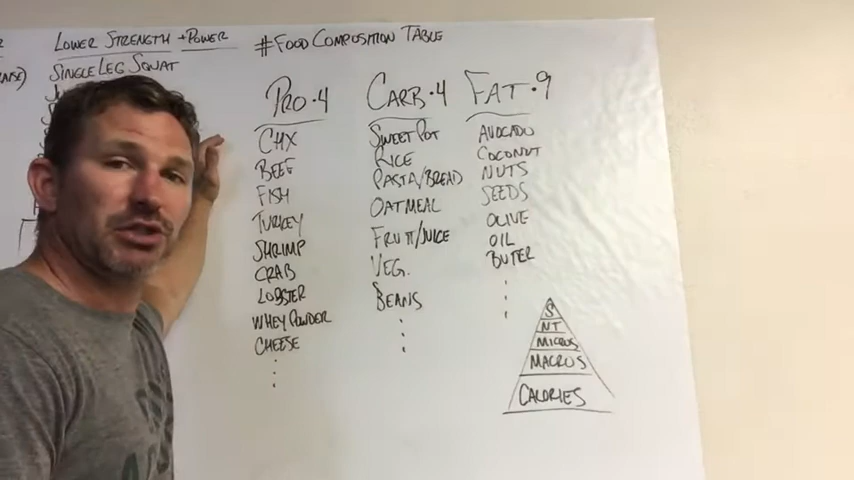 LOWER STRENGTH + POWER
SINGLE LEG SQUAT
#FOOD COMPOSITION TABLE
PRO·4
CHX
BEEF
FISH
TURKEY
SHRIMP
CRAB
LOBSTER
WHEY POWDER
CHEESE
CARB·4
SWEET POT
RICE
PASTA/BREAD
OATMEAL
FRUIT/JUICE
VEG.
BEANS
FAT·9
AVOCADO
COCONUT
NUTS
SEEDS
OLIVE
OIL
BUTER
S
NT
MICROS
MACROS
CALORIES